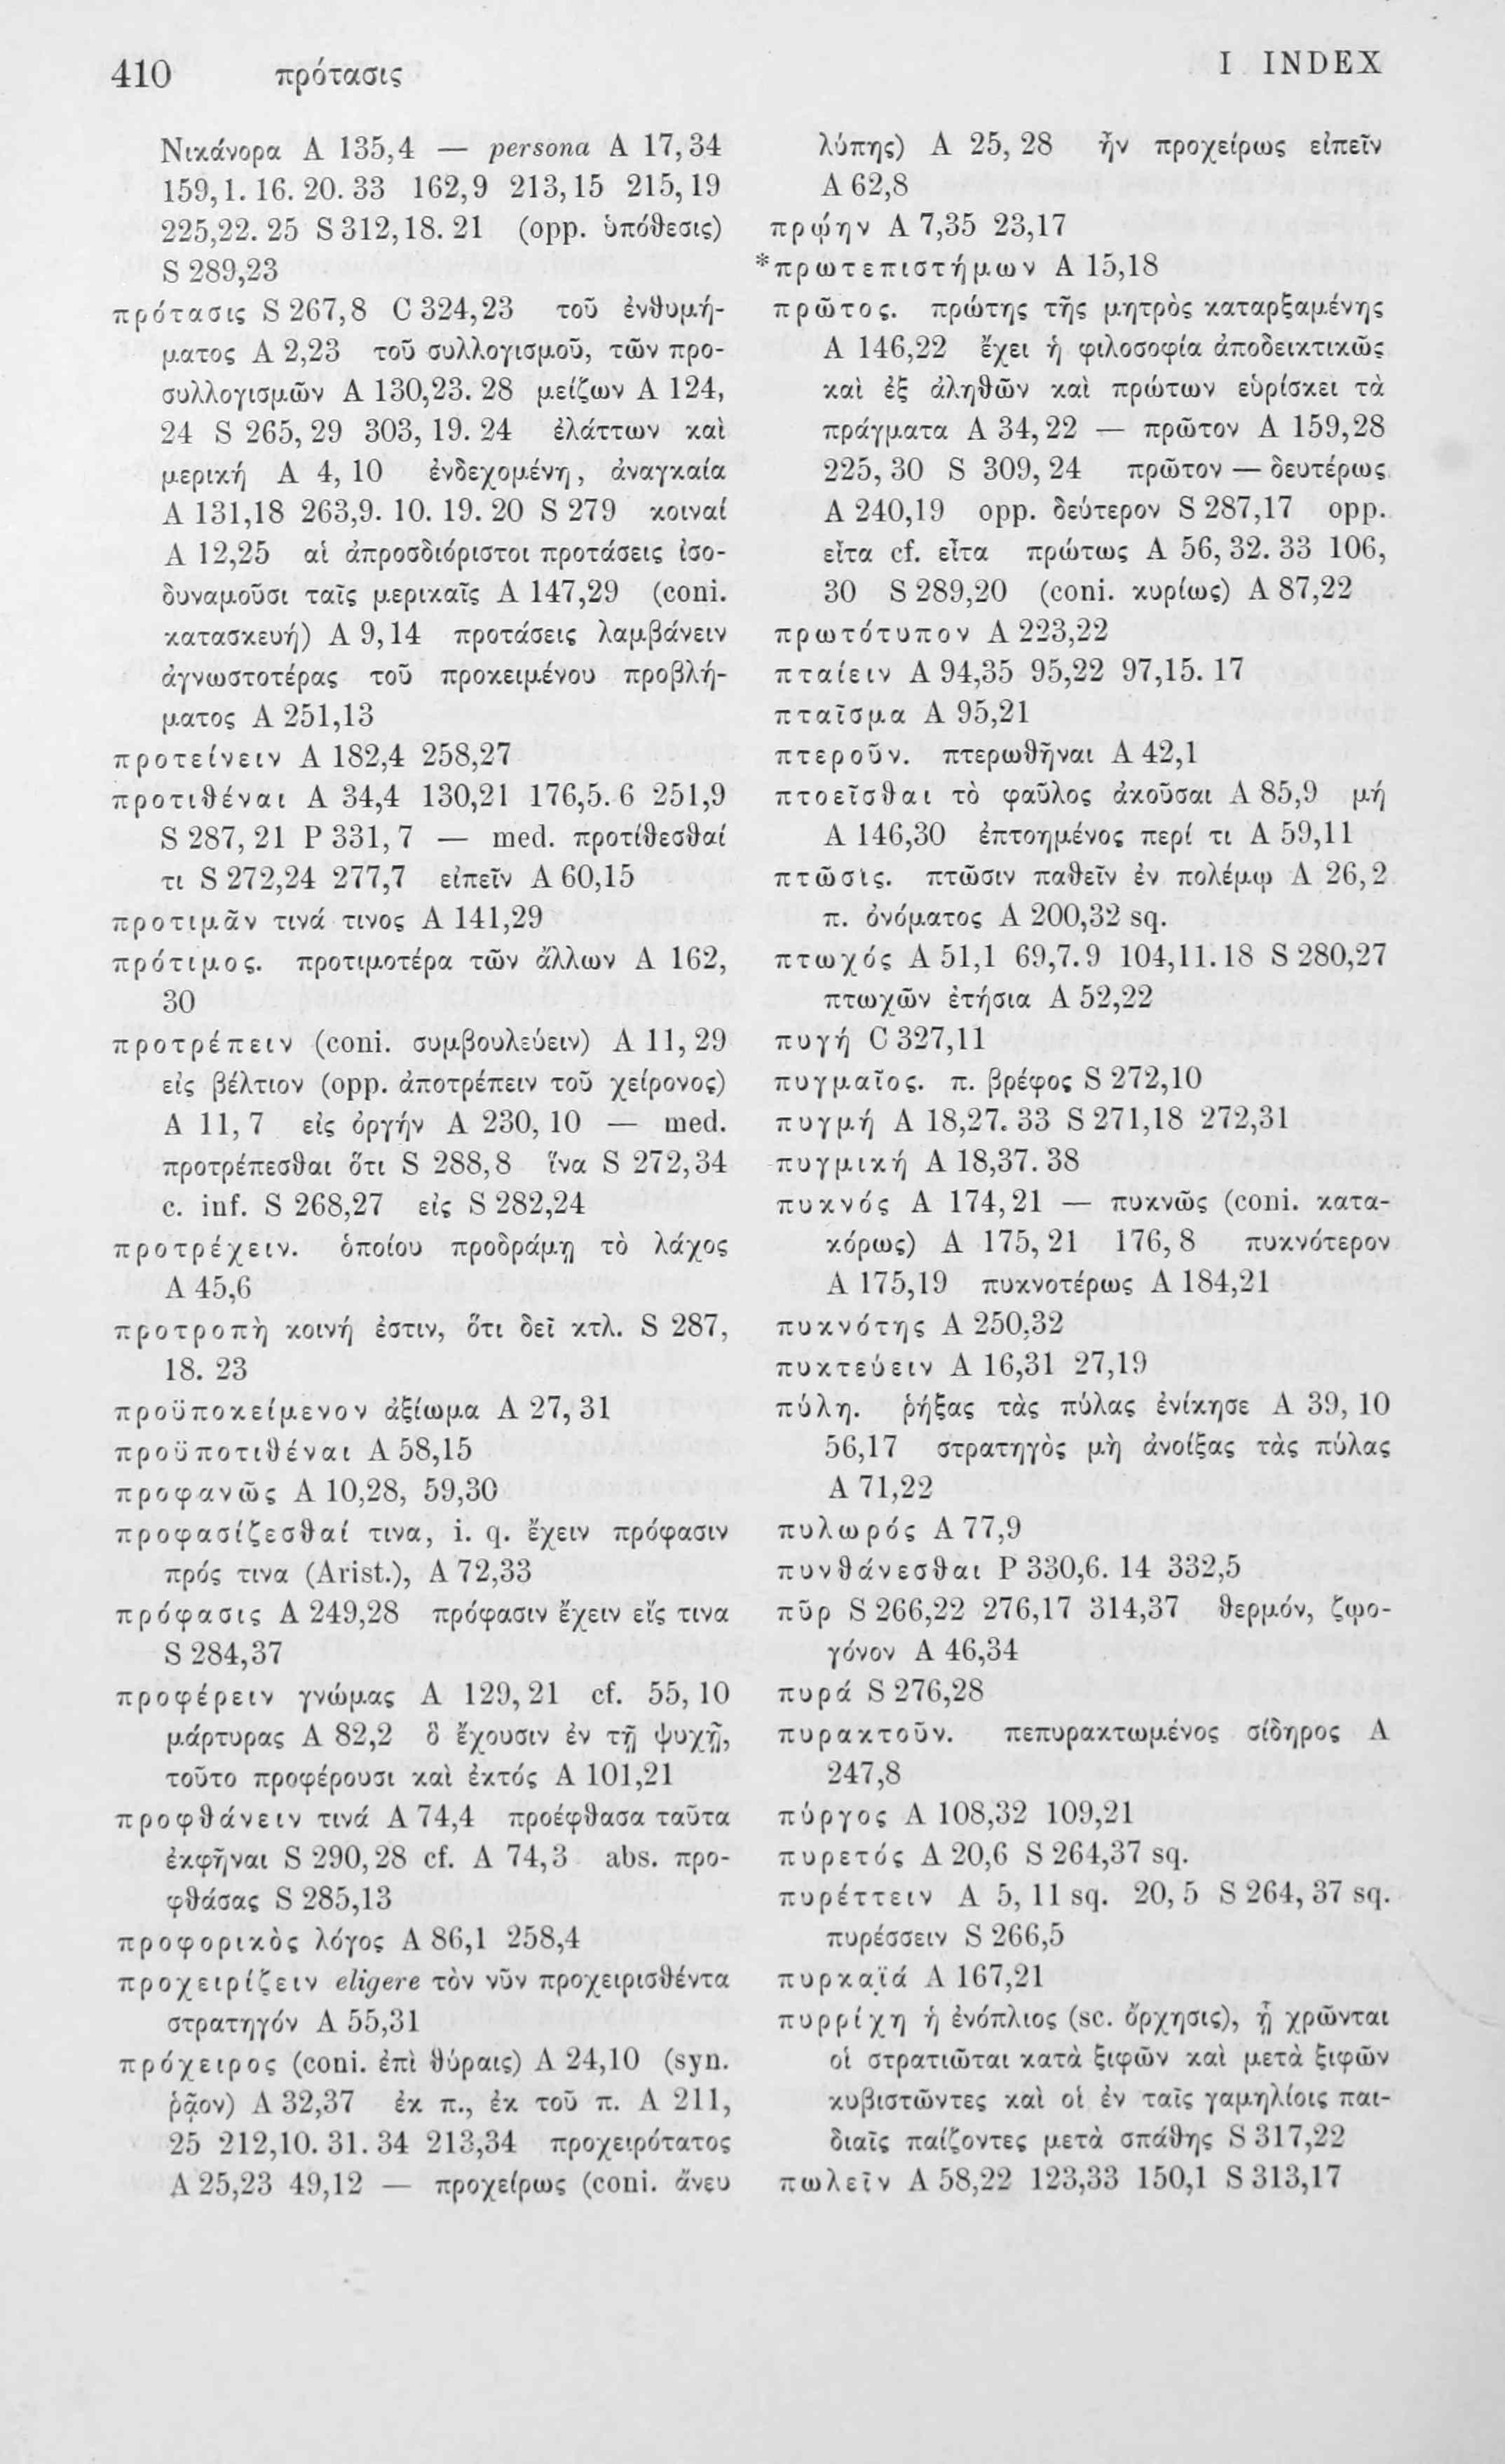 410 πρότασις I INDEX
Νικάνορα A 135,4 — persona A 17,34
159,1. 16. 20. 33 162,9 213,15 215,19
225,22. 25 S 312,18. 21 (opp. ὑπόθεσις)
S 289,23
πρότασις S 267,8 C 324,23 τοῦ ἐνθυμή-
ματος A 2,23 τοῦ συλλογισμοῦ, τῶν προ-
συλλογισμῶν A 130,23. 28 μείζων A 124,
24 S 265, 29 303, 19. 24 ἐλάττων καὶ
μερική A 4, 10 ἐνδεχομένη, ἀναγκαία
A 131,18 263,9. 10. 19. 20 S 279 κοιναί
A 12,25 αἱ ἀπροσδιόριστοι προτάσεις ἰσο-
δυναμοῦσι ταῖς μερικαῖς A 147,29 (coni.
κατασκευή) A 9,14 προτάσεις λαμβάνειν
ἀγνωστοτέρας τοῦ προκειμένου προβλή-
ματος A 251,13
προτείνειν A 182,4 258,27
προτιθέναι A 34,4 130,21 176,5. 6 251,9
S 287, 21 P 331, 7 — med. προτίθεσθαί
τι S 272,24 277,7 εἰπεῖν A 60,15
προτιμᾶν τινά τινος A 141,29
πρότιμος. προτιμοτέρα τῶν ἄλλων A 162,
30
προτρέπειν (coni. συμβουλεύειν) A 11, 29
εἰς βέλτιον (opp. ἀποτρέπειν τοῦ χείρονος)
A 11, 7 εἰς ὀργήν A 230, 10 — med.
προτρέπεσθαι ὅτι S 288,8 ἵνα S 272,34
c. inf. S 268,27 εἰς S 282,24
προτρέχειν. ὁποίου προδράμῃ τὸ λάχος
A 45,6
προτροπὴ κοινή ἐστιν, ὅτι δεῖ κτλ. S 287,
18. 23
προϋποκείμενον ἀξίωμα A 27, 31
προϋποτιθέναι A 58,15
προφανῶς A 10,28, 59,30
προφασίζεσθαί τινα, i. q. ἔχειν πρόφασιν
πρός τινα (Arist.), A 72,33
πρόφασις A 249,28 πρόφασιν ἔχειν εἴς τινα
S 284,37
προφέρειν γνώμας A 129, 21 cf. 55, 10
μάρτυρας A 82,2 ὃ ἔχουσιν ἐν τῇ ψυχῇ,
τοῦτο προφέρουσι καὶ ἐκτός A 101,21
προφθάνειν τινά A 74,4 προέφθασα ταῦτα
ἐκφῆναι S 290, 28 cf. A 74,3 abs. προ-
φθάσας S 285,13
προφορικὸς λόγος A 86,1 258,4
προχειρίζειν eligere τὸν νῦν προχειρισθέντα
στρατηγόν A 55,31
πρόχειρος (coni. ἐπὶ θύραις) A 24,10 (syn.
ῥᾷον) A 32,37 ἐκ π., ἐκ τοῦ π. A 211,
25 212,10. 31. 34 213,34 προχειρότατος
A 25,23 49,12 — προχείρως (coni. ἄνευ
λύπης) A 25, 28 ἦν προχείρως εἰπεῖν
A 62,8
πρῴην A 7,35 23,17
*πρωτεπιστήμων A 15,18
πρῶτος. πρώτης τῆς μητρὸς καταρξαμένης
A 146,22 ἔχει ἡ φιλοσοφία ἀποδεικτικῶς
καὶ ἐξ ἀληθῶν καὶ πρώτων εὑρίσκει τὰ
πράγματα A 34, 22 — πρῶτον A 159,28
225, 30 S 309, 24 πρῶτον — δευτέρως
A 240,19 opp. δεύτερον S 287,17 opp.
εἶτα cf. εἶτα πρώτως A 56, 32. 33 106,
30 S 289,20 (coni. κυρίως) A 87,22
πρωτότυπον A 223,22
πταίειν A 94,35 95,22 97,15. 17
πταῖσμα A 95,21
πτεροῦν. πτερωθῆναι A 42,1
πτοεῖσθαι τὸ φαῦλος ἀκοῦσαι A 85,9 μή
A 146,30 ἐπτοημένος περί τι A 59,11
πτῶσις. πτῶσιν παθεῖν ἐν πολέμῳ A 26,2
π. ὀνόματος A 200,32 sq.
πτωχός A 51,1 69,7. 9 104,11. 18 S 280,27
πτωχῶν ἐτήσια A 52,22
πυγή C 327,11
πυγμαῖος. π. βρέφος S 272,10
πυγμή A 18,27. 33 S 271,18 272,31
πυγμική A 18,37. 38
πυκνός A 174, 21 — πυκνῶς (coni. κατα-
κόρως) A 175, 21 176, 8 πυκνότερον
A 175,19 πυκνοτέρως A 184,21
πυκνότης A 250,32
πυκτεύειν A 16,31 27,19
πύλη. ῥήξας τὰς πύλας ἐνίκησε A 39, 10
56,17 στρατηγὸς μὴ ἀνοίξας τὰς πύλας
A 71,22
πυλωρός A 77,9
πυνθάνεσθαι P 330,6. 14 332,5
πῦρ S 266,22 276,17 314,37 θερμόν, ζῳο-
γόνον A 46,34
πυρά S 276,28
πυρακτοῦν. πεπυρακτωμένος σίδηρος A
247,8
πύργος A 108,32 109,21
πυρετός A 20,6 S 264,37 sq.
πυρέττειν A 5, 11 sq. 20, 5 S 264, 37 sq.
πυρέσσειν S 266,5
πυρκαϊά A 167,21
πυρρίχη ἡ ἐνόπλιος (sc. ὄρχησις), ᾗ χρῶνται
οἱ στρατιῶται κατὰ ξιφῶν καὶ μετὰ ξιφῶν
κυβιστῶντες καὶ οἱ ἐν ταῖς γαμηλίοις παι-
διαῖς παίζοντες μετὰ σπάθης S 317,22
πωλεῖν A 58,22 123,33 150,1 S 313,17